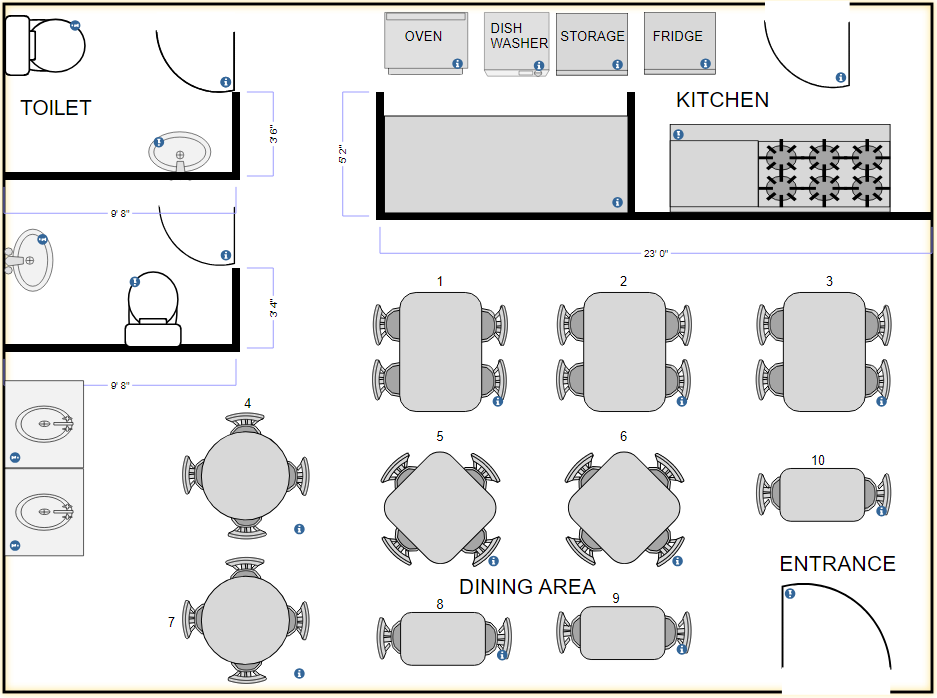 OVEN
DISH
WASHER
STORAGE
FRIDGE
TOILET
KITCHEN
3' 6"
5' 2"
9' 8"
23' 0"
3' 4"
9' 8"
1
2
3
4
5
6
10
ENTRANCE
DINING AREA
7
8
9